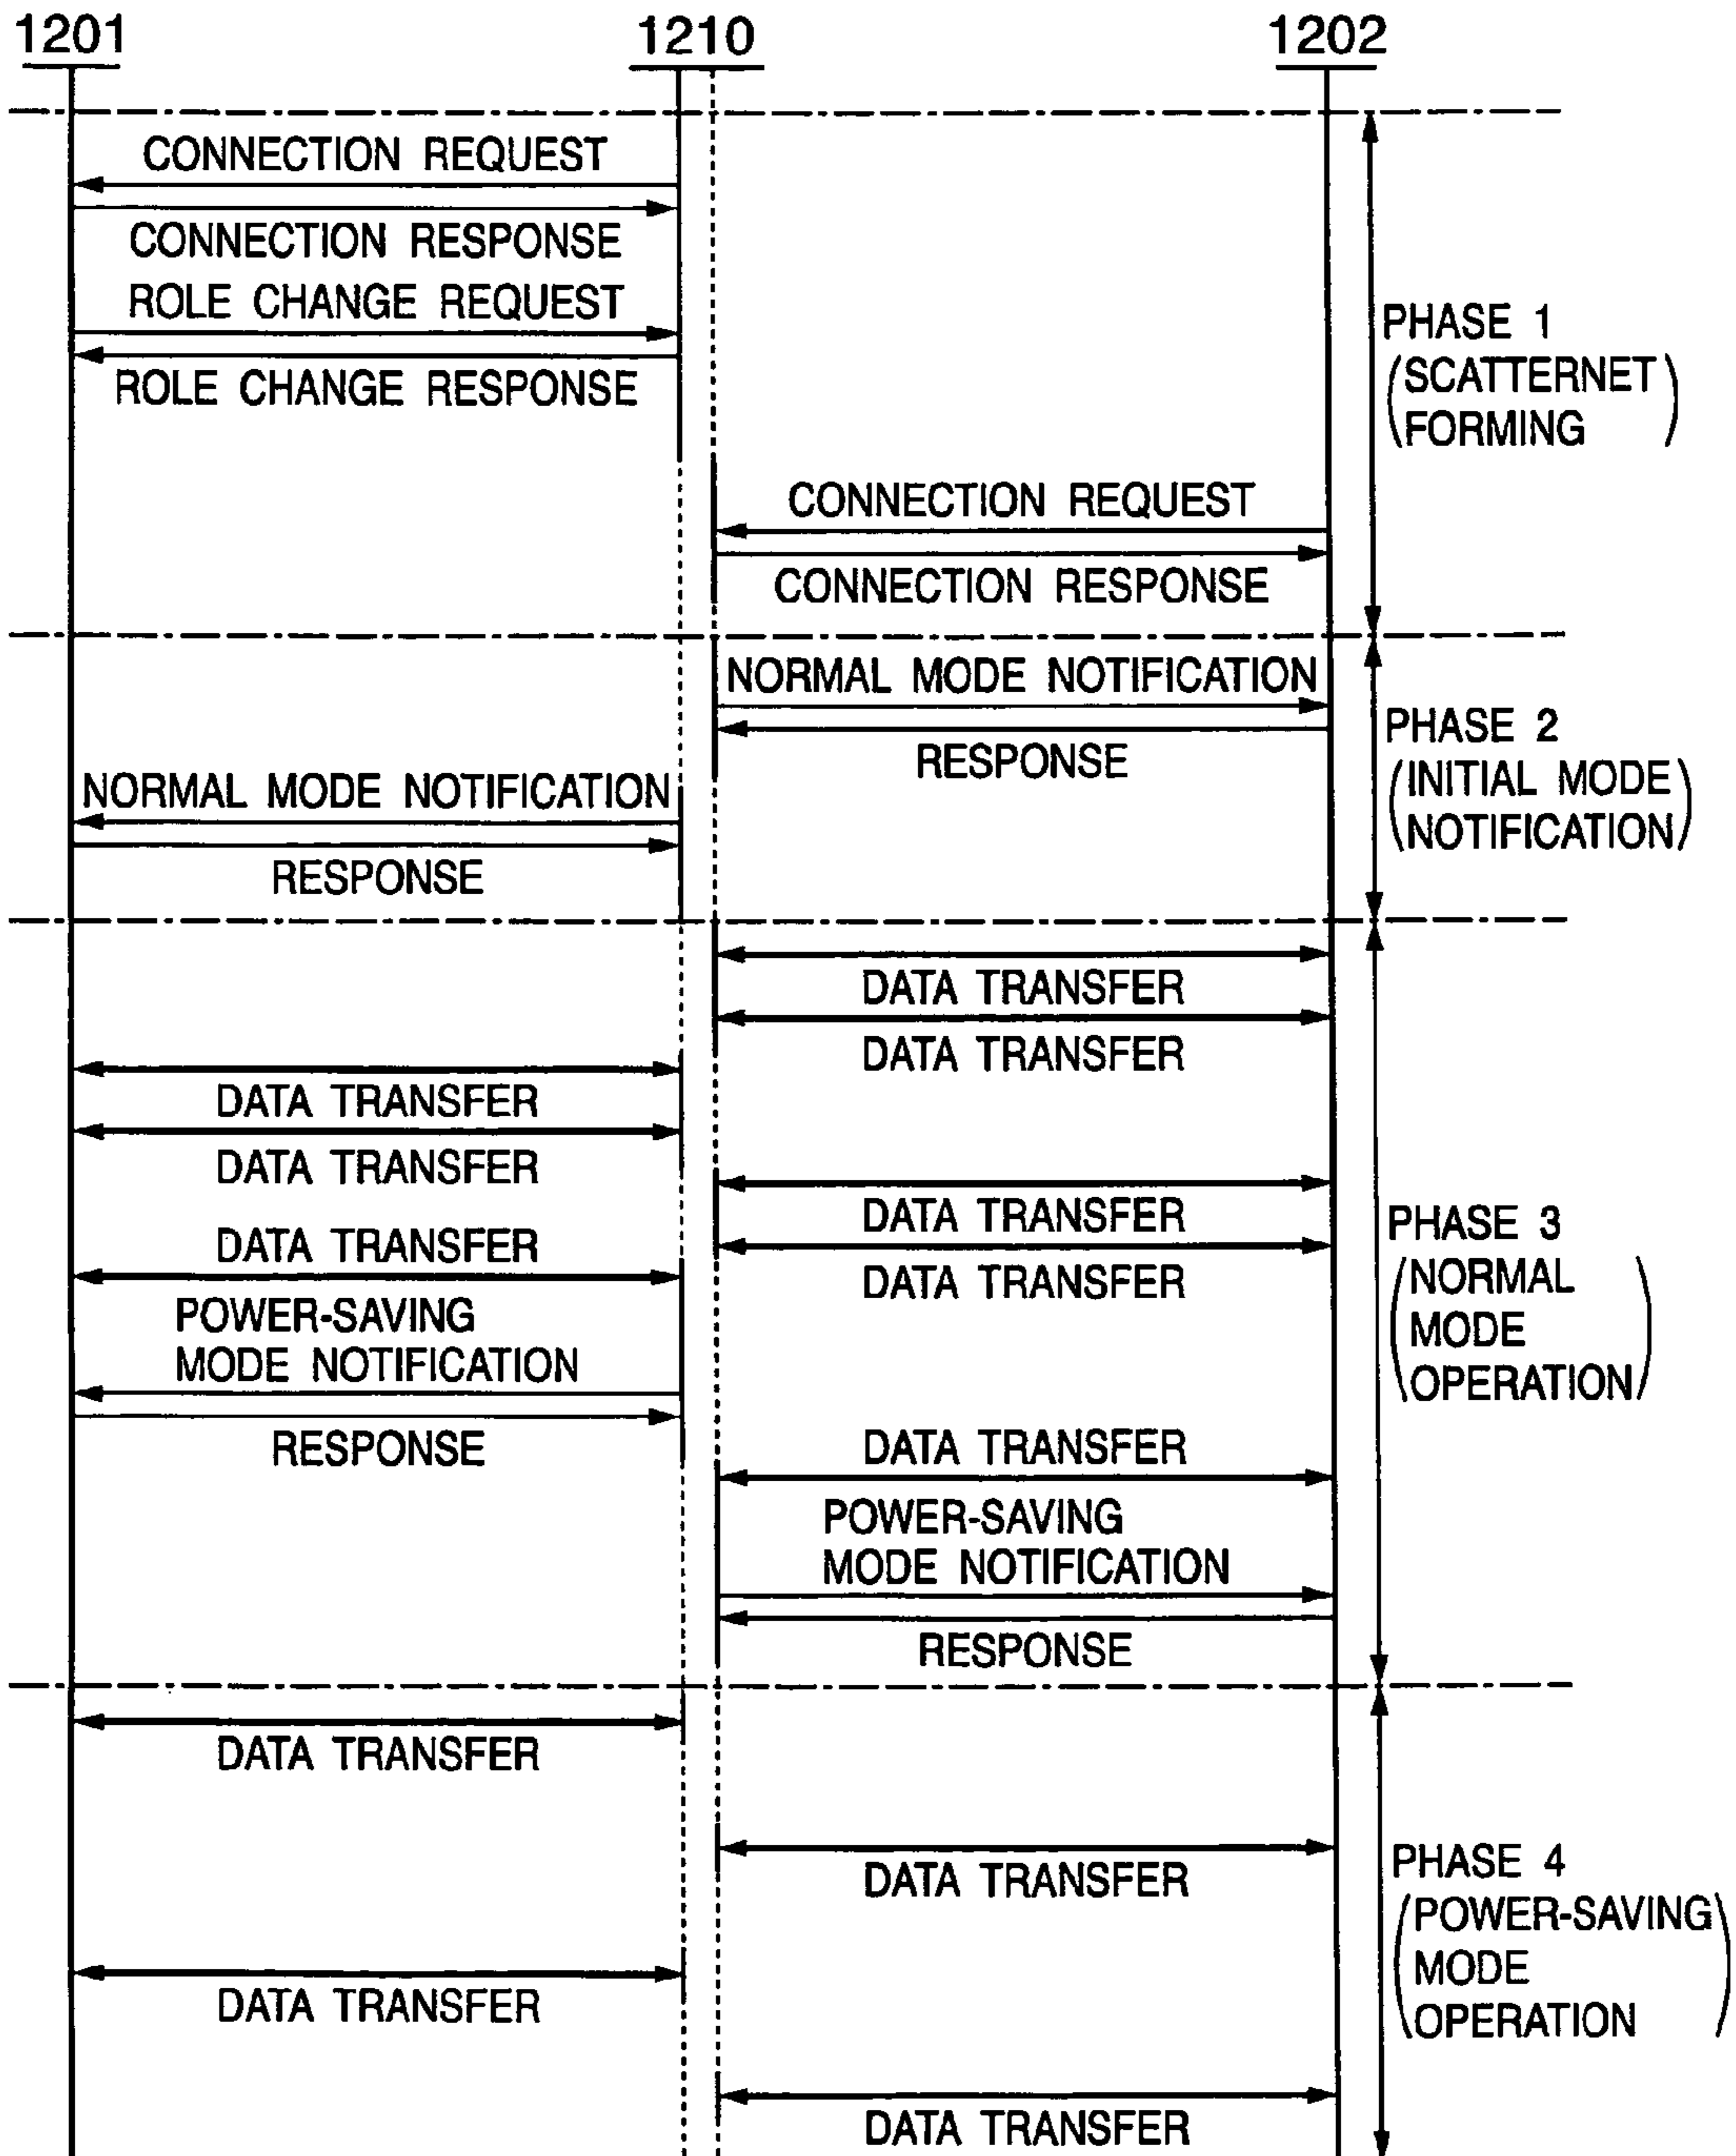 1201
1210
1202
CONNECTION REQUEST
CONNECTION RESPONSE
ROLE CHANGE REQUEST
ROLE CHANGE RESPONSE
PHASE 1
(SCATTERNET
FORMING)
CONNECTION REQUEST
CONNECTION RESPONSE
NORMAL MODE NOTIFICATION
RESPONSE
PHASE 2
(INITIAL MODE
NOTIFICATION)
NORMAL MODE NOTIFICATION
RESPONSE
DATA TRANSFER
DATA TRANSFER
DATA TRANSFER
DATA TRANSFER
DATA TRANSFER
DATA TRANSFER
DATA TRANSFER
PHASE 3
(NORMAL
MODE
OPERATION)
POWER-SAVING
MODE NOTIFICATION
RESPONSE
DATA TRANSFER
POWER-SAVING
MODE NOTIFICATION
RESPONSE
DATA TRANSFER
DATA TRANSFER
PHASE 4
(POWER-SAVING
MODE
OPERATION)
DATA TRANSFER
DATA TRANSFER